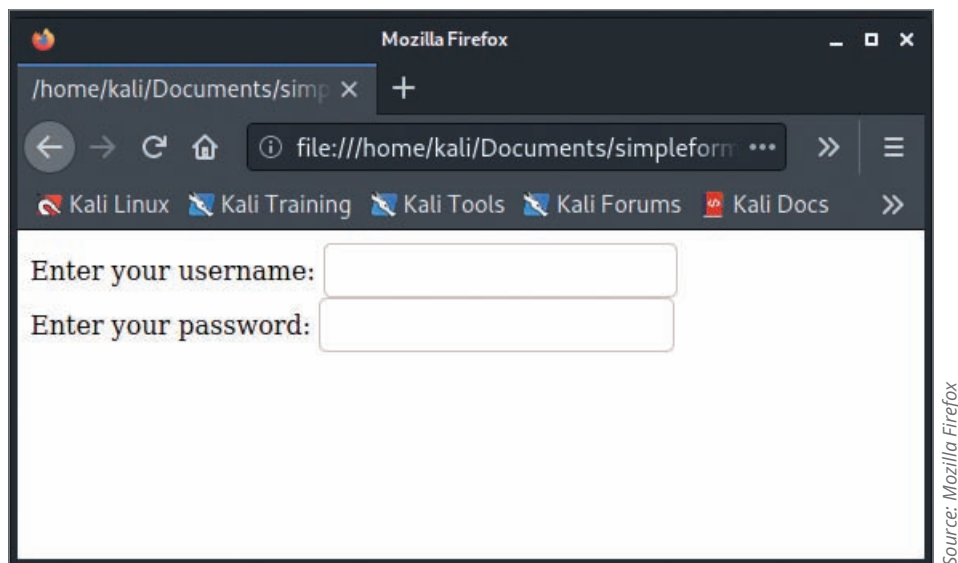 Mozilla Firefox
/home/kali/Documents/simp
file:///home/kali/Documents/simpleform
Kali Linux Kali Training Kali Tools Kali Forums Kali Docs
Enter your username:
Enter your password:
Source: Mozilla Firefox